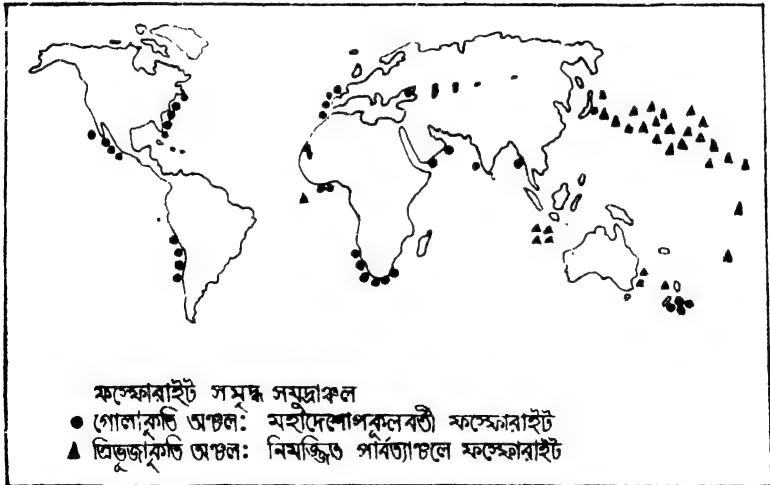 ফস্ফোরাইট সমৃদ্ধ সমুদ্রাঞ্চল
গোলাকৃতি অঞ্চল: মহাদেশোপকূলবর্তী ফস্ফোরাইট
ত্রিভূজাকৃতি অঞ্চল: নিমজ্জিত পার্বত্যাঞ্চলে ফস্ফোরাইট